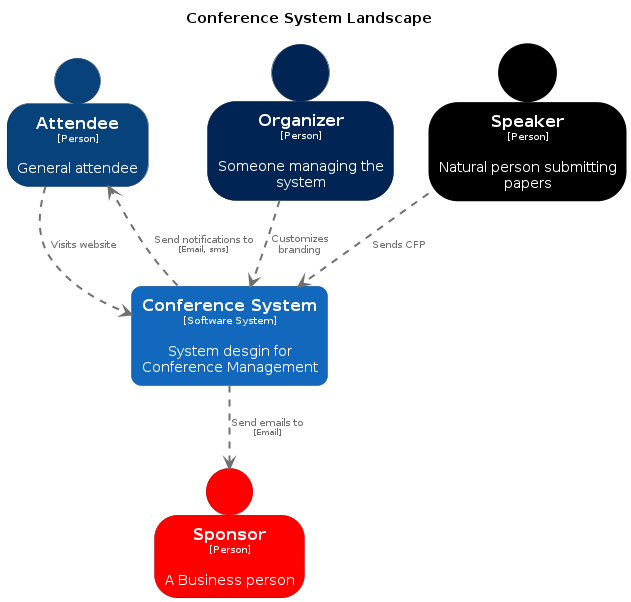 Conference System Landscape
Attendee
[Person]
General attendee
Organizer
[Person]
Someone managing the
system
Speaker
[Person]
Natural person submitting
papers
Visits website
Send notifications to
[Email, sms]
Customizes
branding
Sends CFP
Conference System
[Software System]
System desgin for
Conference Management
Send emails to
[Email]
Sponsor
[Person]
A Business person